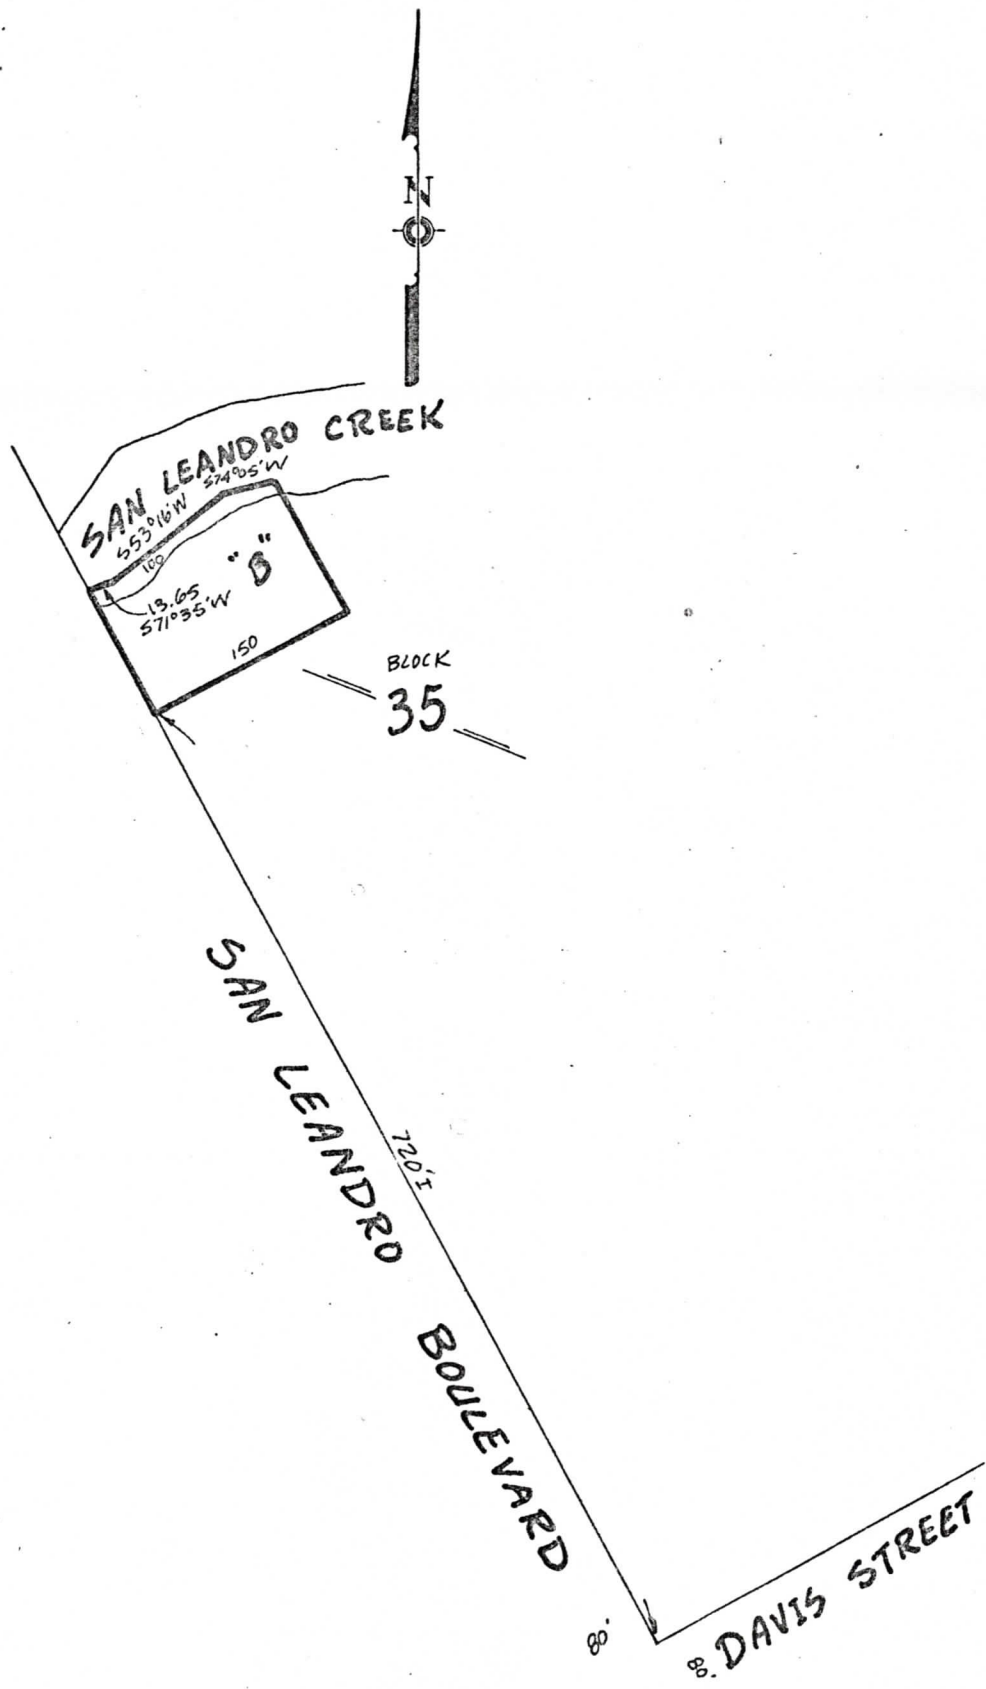 N
SAN LEANDRO CREEK
S53°16'W
S74°05'W
100
"B"
13.65
S71°35'W
150
BLOCK
35
SAN LEANDRO BOULEVARD
720'±
80'
80.
DAVIS STREET